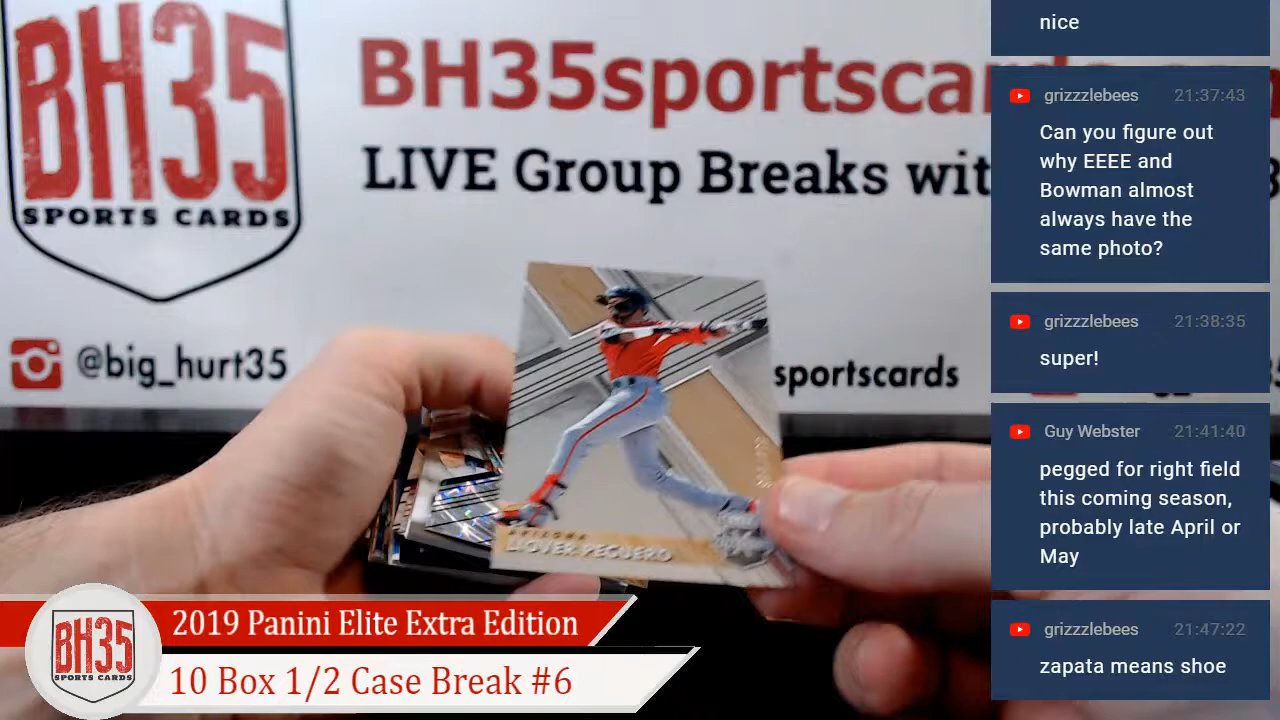 BH35
SPORTS CARDS
BH35sportscards
LIVE Group Breaks wit
@big_hurt35
sportscards
ARIZONA
LIOVER PEGUERO
BH35
2019 Panini Elite Extra Edition
10 Box 1/2 Case Break #6
nice
grizzzlebees 21:37:43
Can you figure out
why EEEE and
Bowman almost
always have the
same photo?
grizzzlebees 21:38:35
super!
Guy Webster 21:41:40
pegged for right field
this coming season,
probably late April or
May
grizzzlebees 21:47:22
zapata means shoe